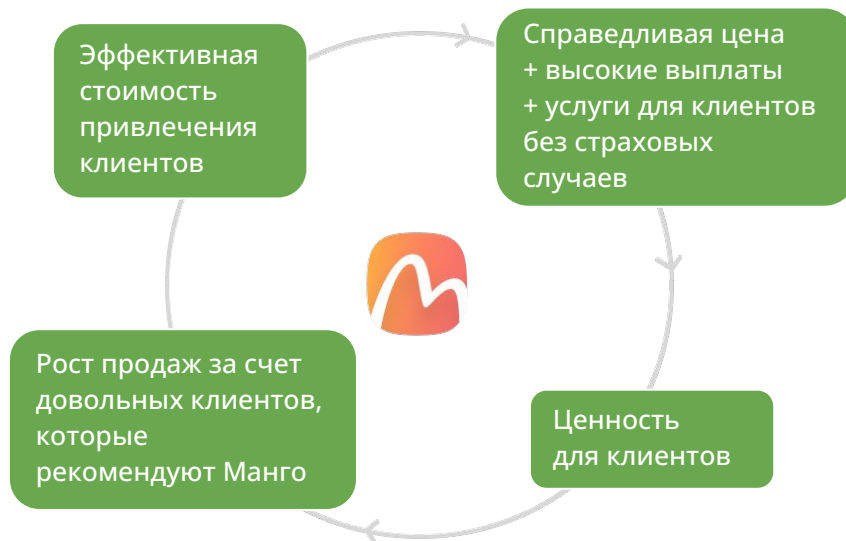 Эффективная
стоимость
привлечения
клиентов
Справедливая цена
+ высокие выплаты
+ услуги для клиентов
без страховых
случаев
Ценность
для клиентов
Рост продаж за счет
довольных клиентов,
которые
рекомендуют Манго